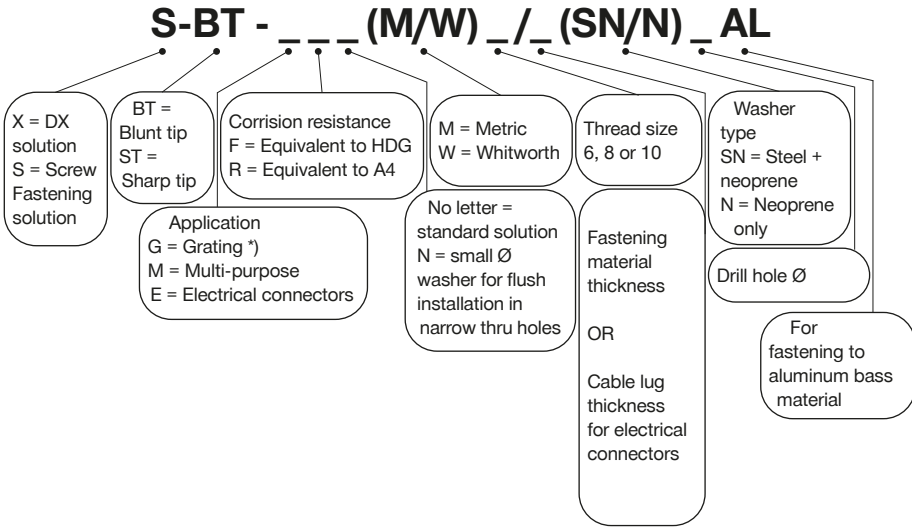 S-BT - _ _ _ (M/W) _ /_ (SN/N) _ AL
X = DX
solution
S = Screw
Fastening
solution
BT =
Blunt tip
ST =
Sharp tip
Corrision resistance
F = Equivalent to HDG
R = Equivalent to A4
M = Metric
W = Whitworth
Thread size
6, 8 or 10
Washer
type
SN = Steel +
neoprene
N = Neoprene
only
Application
G = Grating *)
M = Multi-purpose
E = Electrical connectors
No letter =
standard solution
N = small Ø
washer for flush
installation in
narrow thru holes
Fastening
material
thickness
OR
Cable lug
thickness
for electrical
connectors
Drill hole Ø
For
fastening to
aluminum bass
material